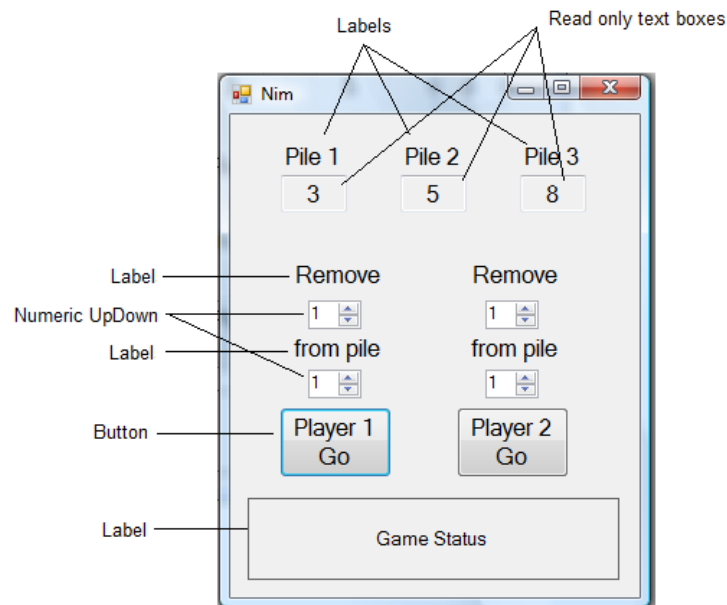 Labels
Read only text boxes
Nim
Pile 1 Pile 2 Pile 3
3 5 8
Label Remove Remove
Numeric UpDown 1 1
Label from pile from pile
1 1
Button Player 1 Player 2
Go Go
Label Game Status